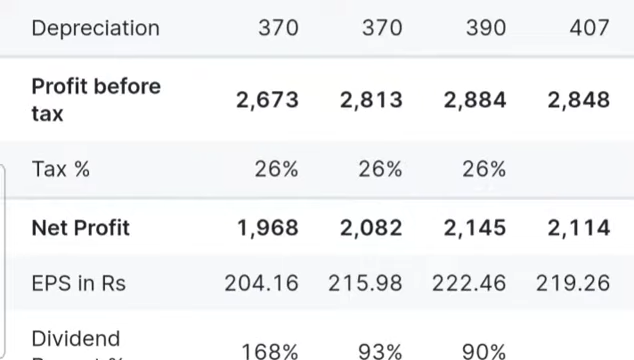 Depreciation 370 370 390 407
Profit before
tax 2,673 2,813 2,884 2,848
Tax % 26% 26% 26%
Net Profit 1,968 2,082 2,145 2,114
EPS in Rs 204.16 215.98 222.46 219.26
Dividend
168% 93% 90%